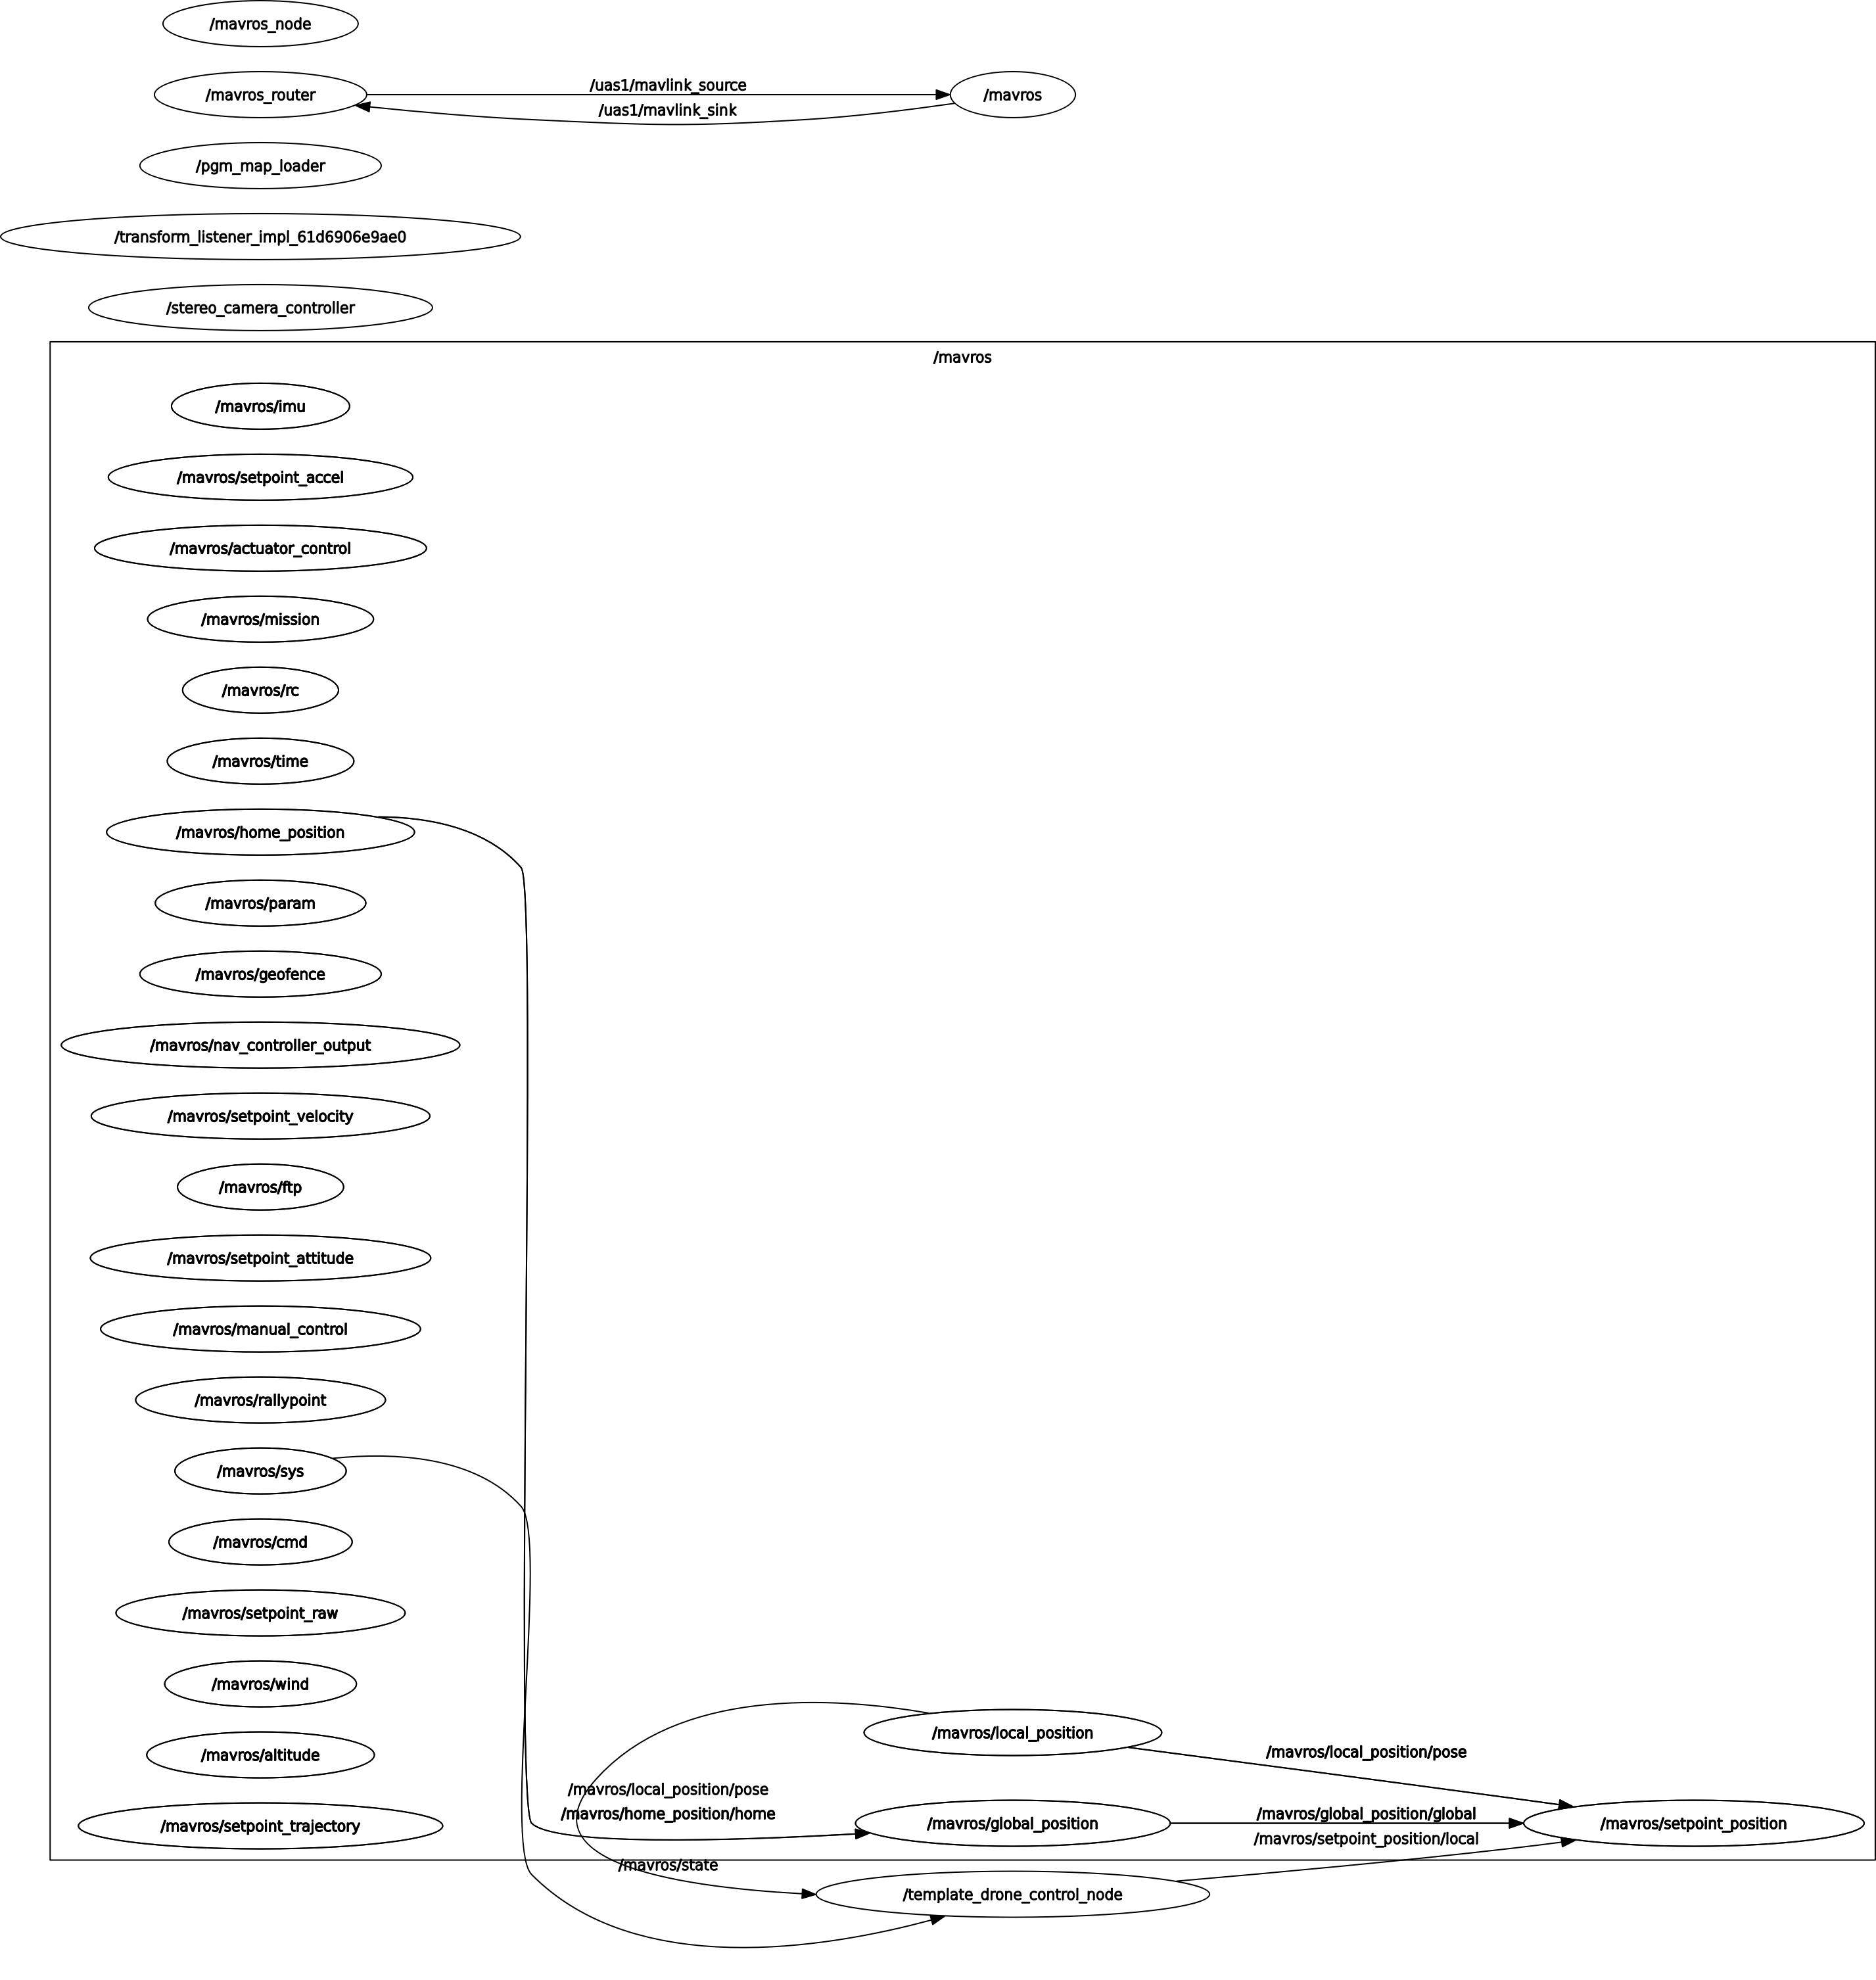 /mavros_node
/uas1/mavlink_source
/mavros_router
/mavros
/uas1/mavlink_sink
/pgm_map_loader
/transform_listener_impl_61d6906e9ae0
/stereo_camera_controller
/mavros
/mavros/imu
/mavros/setpoint_accel
/mavros/actuator_control
/mavros/mission
/mavros/rc
/mavros/time
/mavros/home_position
/mavros/param
/mavros/geofence
/mavros/nav_controller_output
/mavros/setpoint_velocity
/mavros/ftp
/mavros/setpoint_attitude
/mavros/manual_control
/mavros/rallypoint
/mavros/sys
/mavros/cmd
/mavros/setpoint_raw
/mavros/wind
/mavros/local_position
/mavros/altitude
/mavros/local_position/pose
/mavros/local_position/pose
/mavros/home_position/home
/mavros/global_position/global
/mavros/setpoint_trajectory
/mavros/global_position
/mavros/setpoint_position
/mavros/setpoint_position/local
/mavros/state
/template_drone_control_node